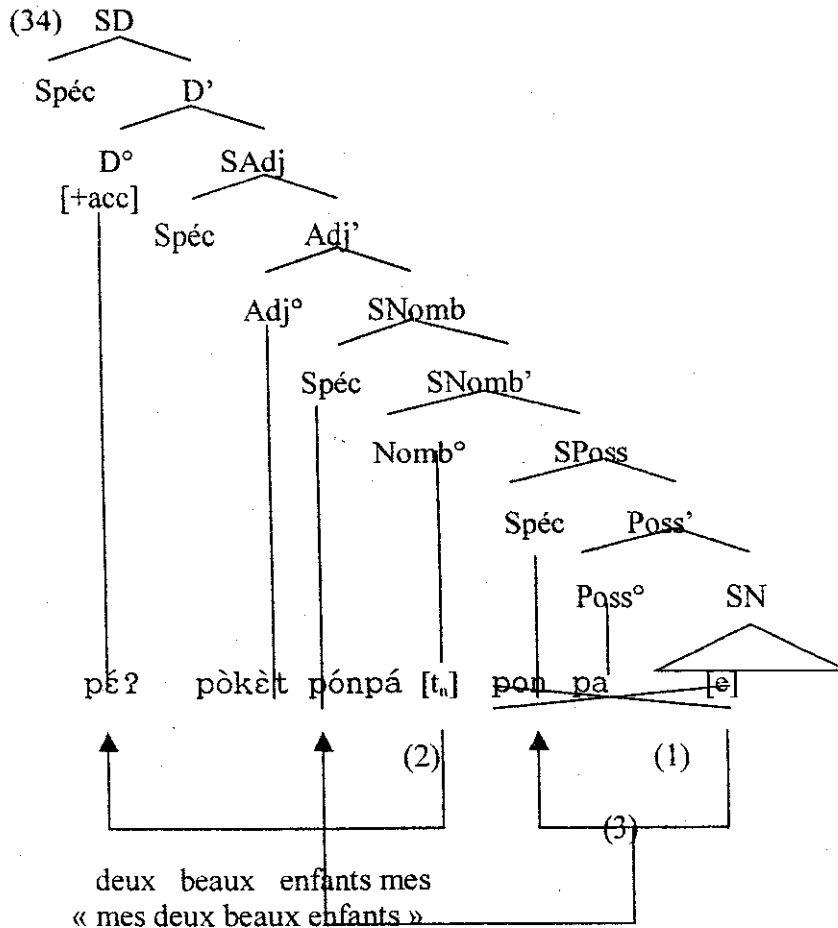 (34) SD
Spéc D’
D° SAdj
[+acc]
Spéc Adj’
Adj° SNomb
Spéc SNomb’
Nomb° SPoss
Spéc Poss’
Poss° SN
pɛ́ʔ pòkɛ̀t pónpá [tₙ] pon pa [e]
(2) (1)
(3)
deux beaux enfants mes
« mes deux beaux enfants »